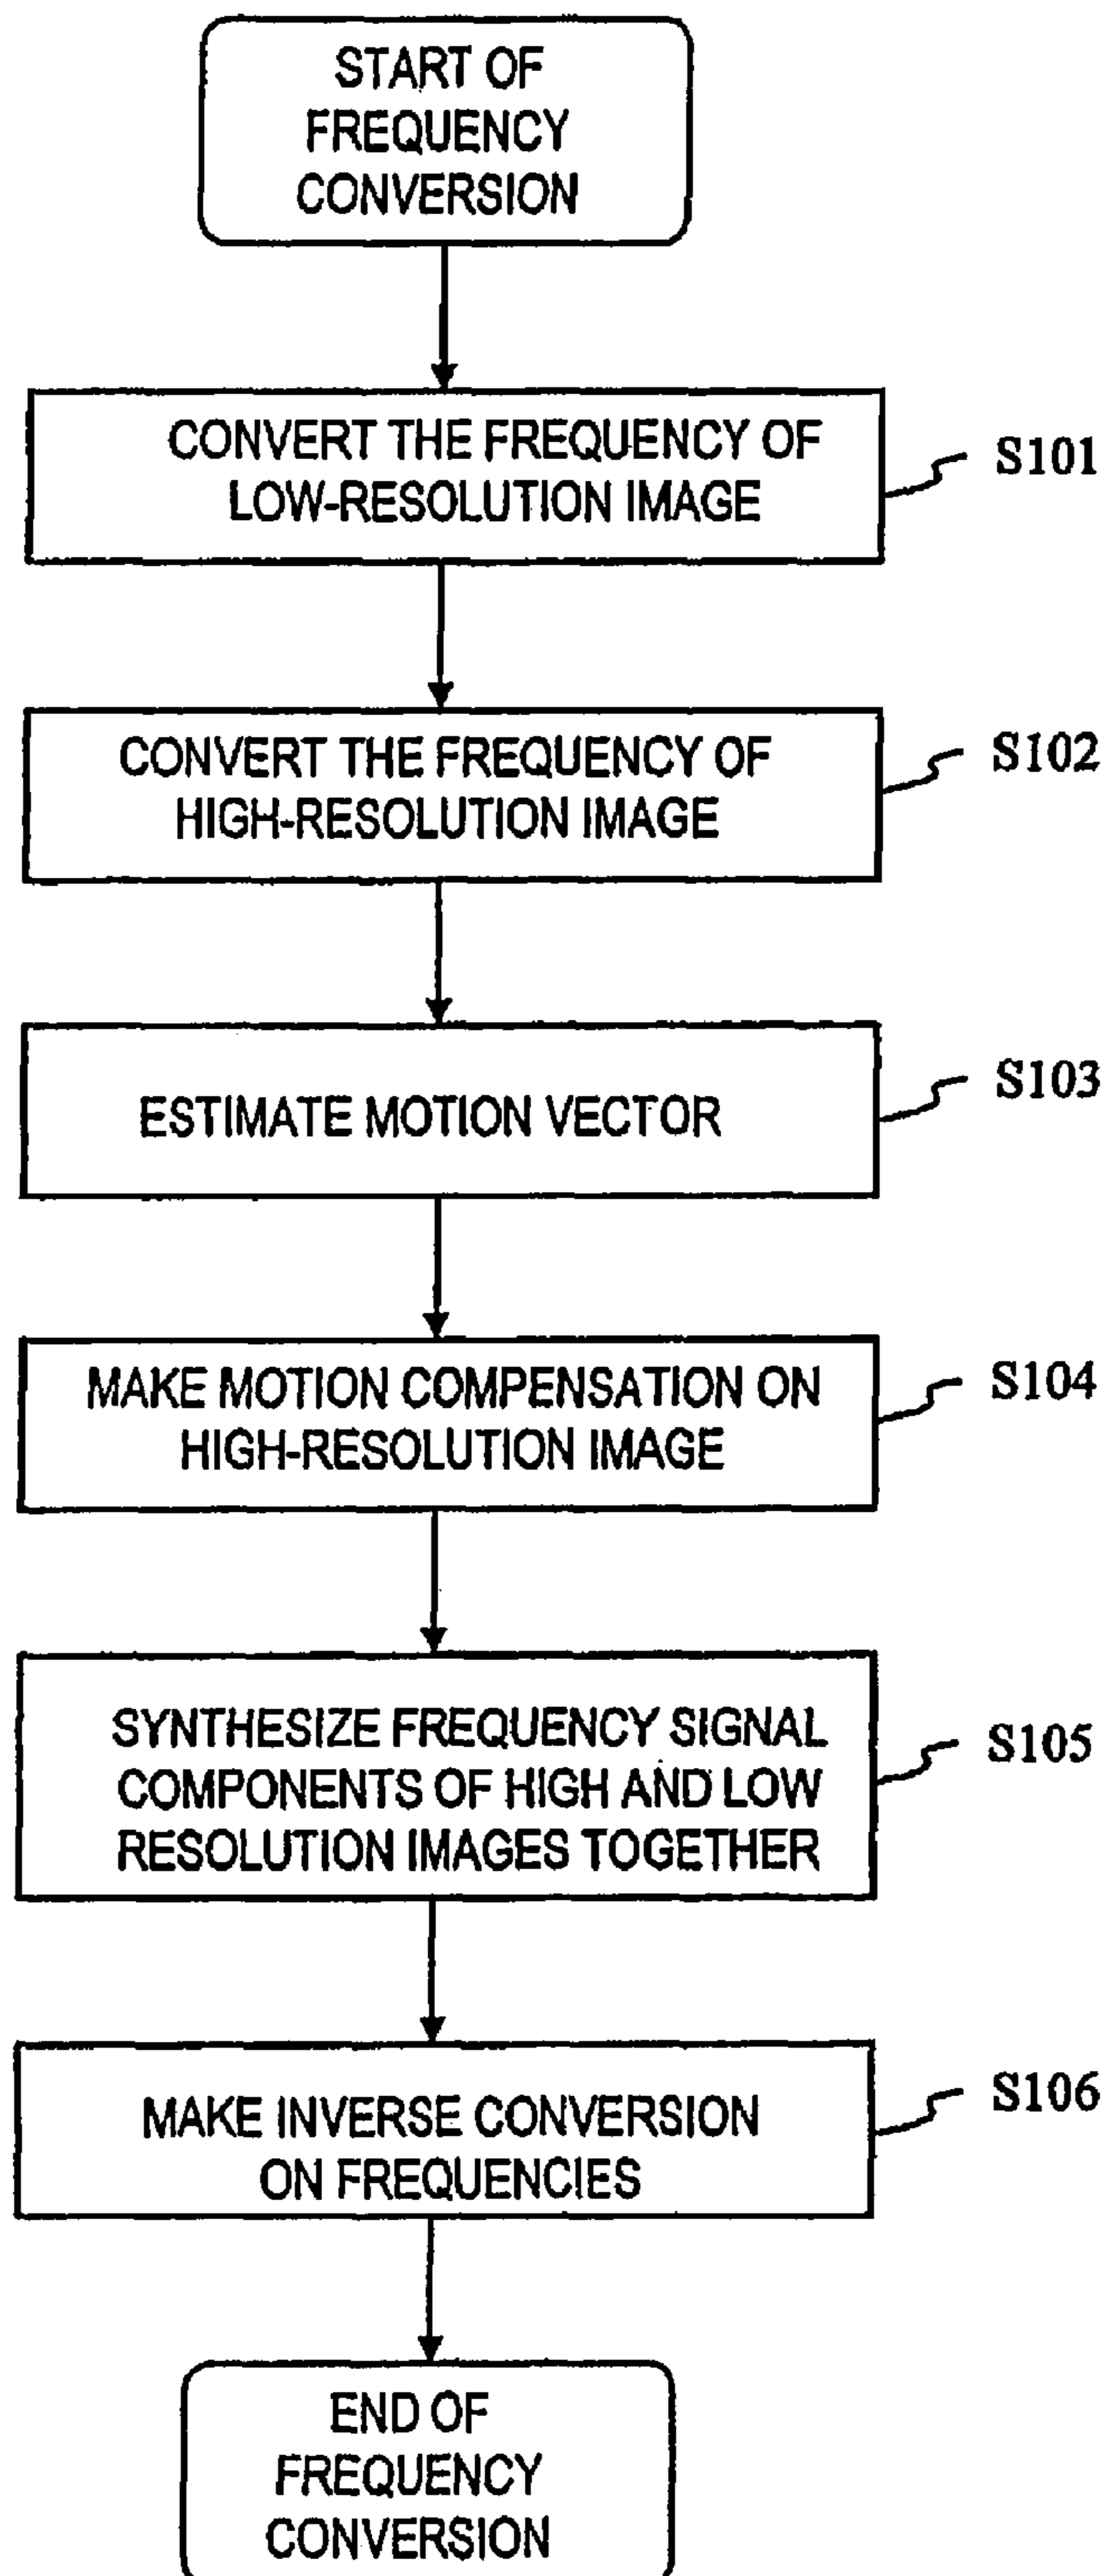 START OF
FREQUENCY
CONVERSION
CONVERT THE FREQUENCY OF
LOW-RESOLUTION IMAGE
S101
CONVERT THE FREQUENCY OF
HIGH-RESOLUTION IMAGE
S102
ESTIMATE MOTION VECTOR
S103
MAKE MOTION COMPENSATION ON
HIGH-RESOLUTION IMAGE
S104
SYNTHESIZE FREQUENCY SIGNAL
COMPONENTS OF HIGH AND LOW
RESOLUTION IMAGES TOGETHER
S105
MAKE INVERSE CONVERSION
ON FREQUENCIES
S106
END OF
FREQUENCY
CONVERSION